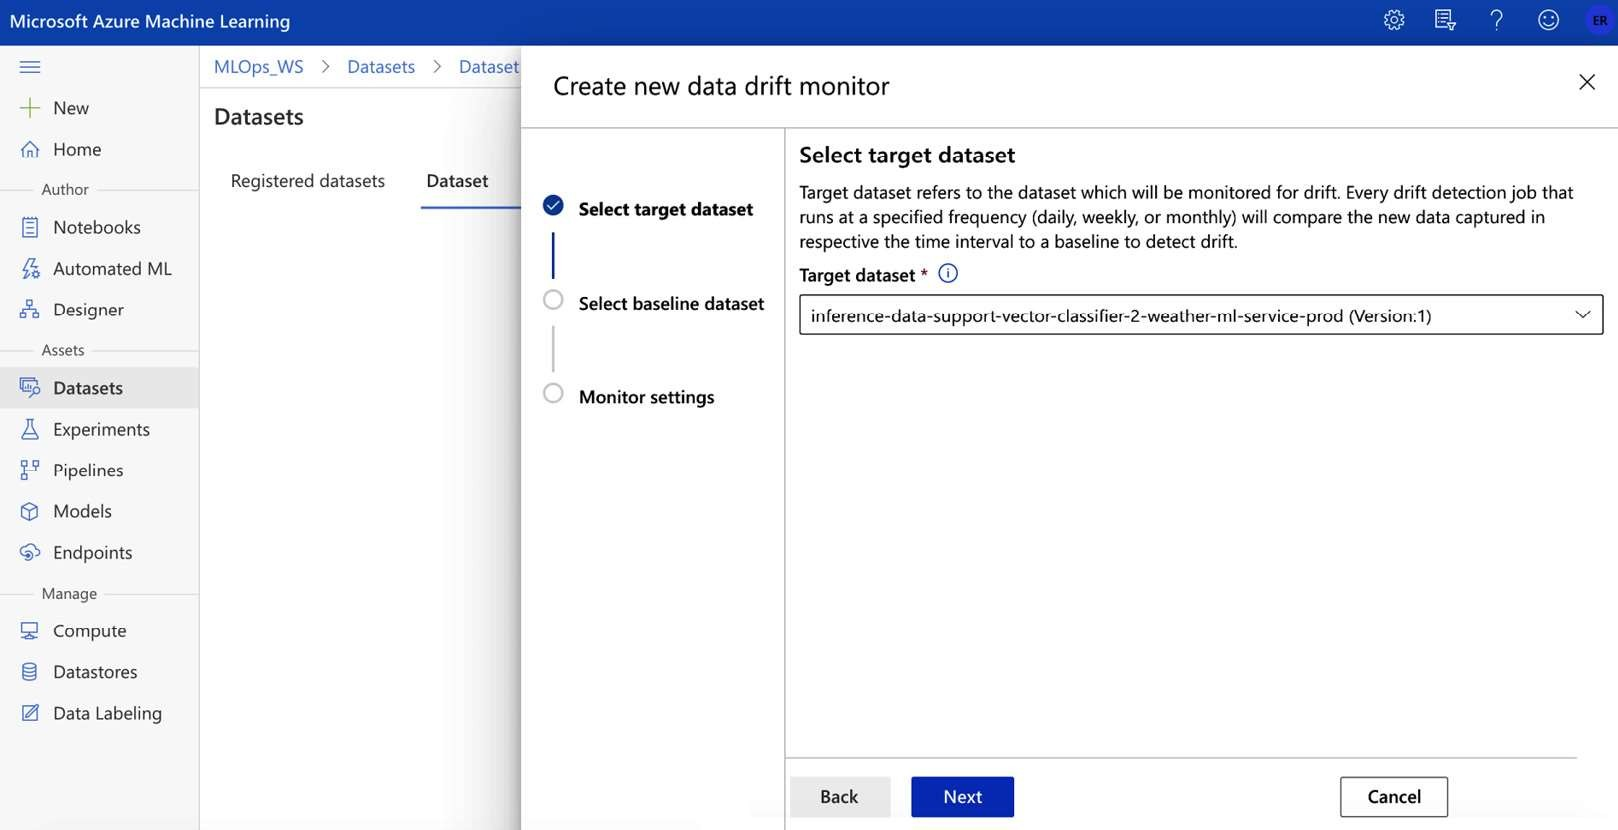 Microsoft Azure Machine Learning
ER
MLOps_WS > Datasets > Dataset
New
Home
Author
Notebooks
Automated ML
Designer
Assets
Datasets
Experiments
Pipelines
Models
Endpoints
Manage
Compute
Datastores
Data Labeling
Datasets
Registered datasets
Dataset
Create new data drift monitor
Select target dataset
Select baseline dataset
Monitor settings
Select target dataset
Target dataset refers to the dataset which will be monitored for drift. Every drift detection job that
runs at a specified frequency (daily, weekly, or monthly) will compare the new data captured in
respective the time interval to a baseline to detect drift.
Target dataset *
inference-data-support-vector-classifier-2-weather-ml-service-prod (Version:1)
Back
Next
Cancel